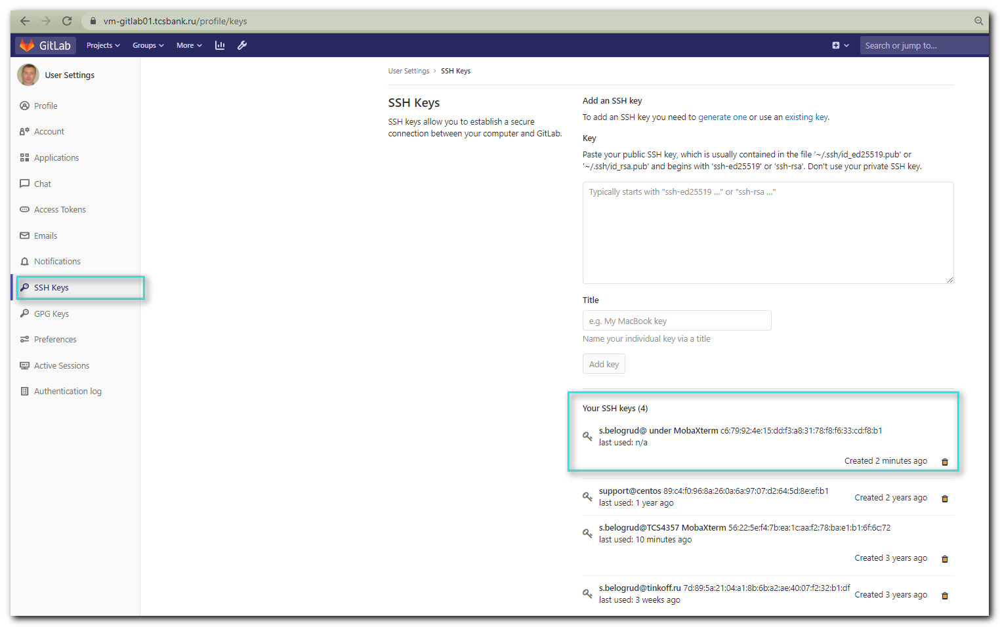 vm-gitlab01.tcsbank.ru/profile/keys
GitLab Projects Groups More Search or jump to...
User Settings
Profile
Account
Applications
Chat
Access Tokens
Emails
Notifications
SSH Keys
GPG Keys
Preferences
Active Sessions
Authentication log
User Settings › SSH Keys
SSH Keys
SSH keys allow you to establish a secure
connection between your computer and GitLab.
Add an SSH key
To add an SSH key you need to generate one or use an existing key.
Key
Paste your public SSH key, which is usually contained in the file '~/.ssh/id_ed25519.pub' or
'~/.ssh/id_rsa.pub' and begins with 'ssh-ed25519' or 'ssh-rsa'. Don't use your private SSH key.
Typically starts with "ssh-ed25519 ..." or "ssh-rsa ..."
Title
e.g. My MacBook key
Name your individual key via a title
Add key
Your SSH keys (4)
s.belogrud@ under MobaXterm c6:79:92:4e:15:dd:f3:a8:31:78:f8:f6:33:cd:f8:b1
last used: n/a
Created 2 minutes ago
support@centos 89:c4:f0:96:8a:26:0a:6a:97:07:d2:64:5d:8e:ef:b1
last used: 1 year ago
Created 2 years ago
s.belogrud@TCS4357 MobaXterm 56:22:5e:f4:7b:ea:1c:aa:f2:78:ba:e1:b1:6f:6c:72
last used: 10 minutes ago
Created 3 years ago
s.belogrud@tinkoff.ru 7d:89:5a:21:04:a1:8b:6b:a2:ae:40:07:f2:32:b1:df
last used: 3 weeks ago
Created 3 years ago